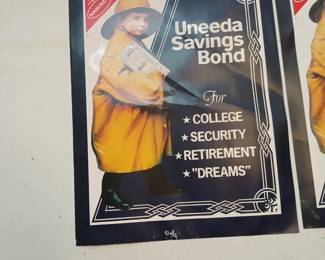 Uneeda
Savings
Bond
For
★ COLLEGE
★ SECURITY
★ RETIREMENT
★ "DREAMS"